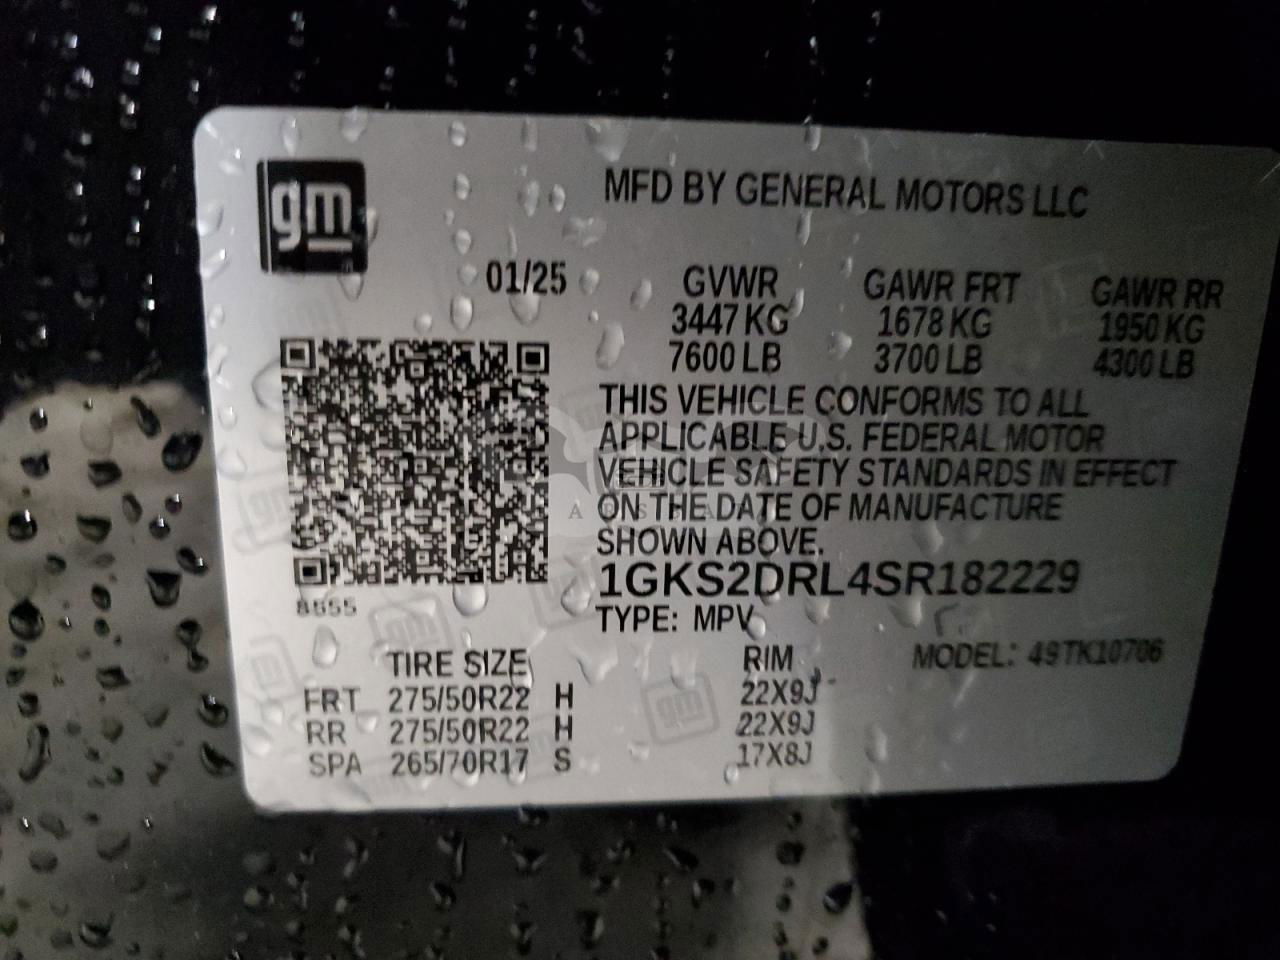 gm
MFD BY GENERAL MOTORS LLC
01/25 GVWR GAWR FRT GAWR RR
3447 KG 1678 KG 1950 KG
7600 LB 3700 LB 4300 LB
THIS VEHICLE CONFORMS TO ALL
APPLICABLE U.S. FEDERAL MOTOR
VEHICLE SAFETY STANDARDS IN EFFECT
ON THE DATE OF MANUFACTURE
SHOWN ABOVE.
1GKS2DRL4SR182229
8655
TYPE: MPV
TIRE SIZE RIM MODEL: 49TK10706
FRT 275/50R22 H 22X9J
RR 275/50R22 H 22X9J
SPA 265/70R17 S 17X8J